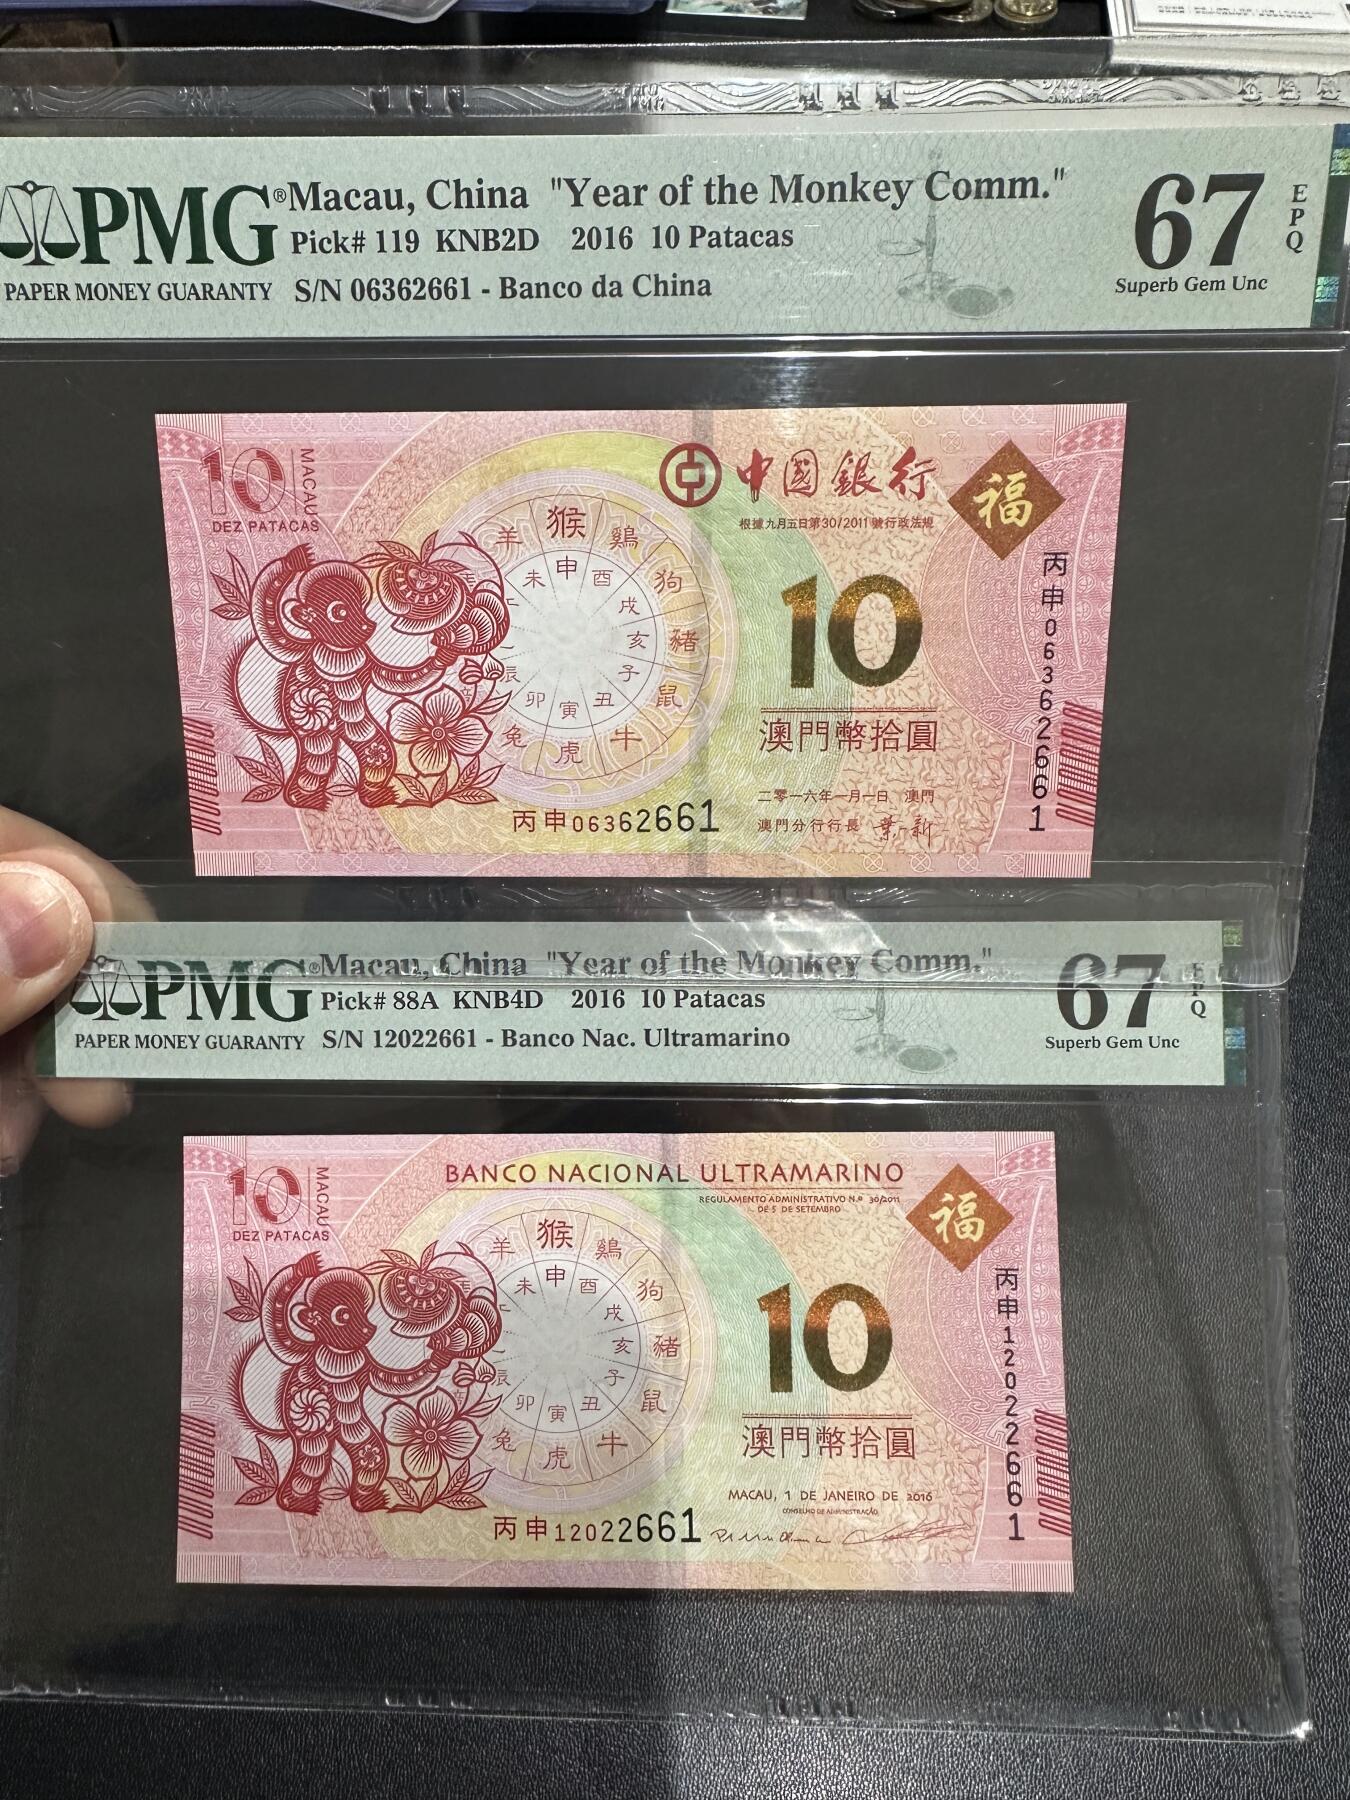 PMG® Macau, China "Year of the Monkey Comm." 67 EPQ
Pick# 119 KNB2D 2016 10 Patacas
PAPER MONEY GUARANTY S/N 06362661 - Banco da China Superb Gem Unc
10 MACAU
DEZ PATACAS
中國銀行
福
根據九月五日第30/2011號行政法規
羊 猴 鷄 狗 豬 鼠 牛 虎 兔
未 申 酉 戌 亥 子 丑 寅 卯 辰
丙申06362661
10
澳門幣拾圓
二零一六年一月一日 澳門
澳門分行行長 葉一新
丙申06362661
PMG® Macau, China "Year of the Monkey Comm." 67 EPQ
Pick# 88A KNB4D 2016 10 Patacas
PAPER MONEY GUARANTY S/N 12022661 - Banco Nac. Ultramarino Superb Gem Unc
10 MACAU
DEZ PATACAS
BANCO NACIONAL ULTRAMARINO
福
REGULAMENTO ADMINISTRATIVO N.º 30/2011
DE 5 DE SETEMBRO
羊 猴 鷄 狗 豬 鼠 牛 虎 兔
未 申 酉 戌 亥 子 丑 寅 卯 辰
丙申12022661
10
澳門幣拾圓
MACAU, 1 DE JANEIRO DE 2016
CONSELHO DE ADMINISTRAÇÃO
丙申12022661